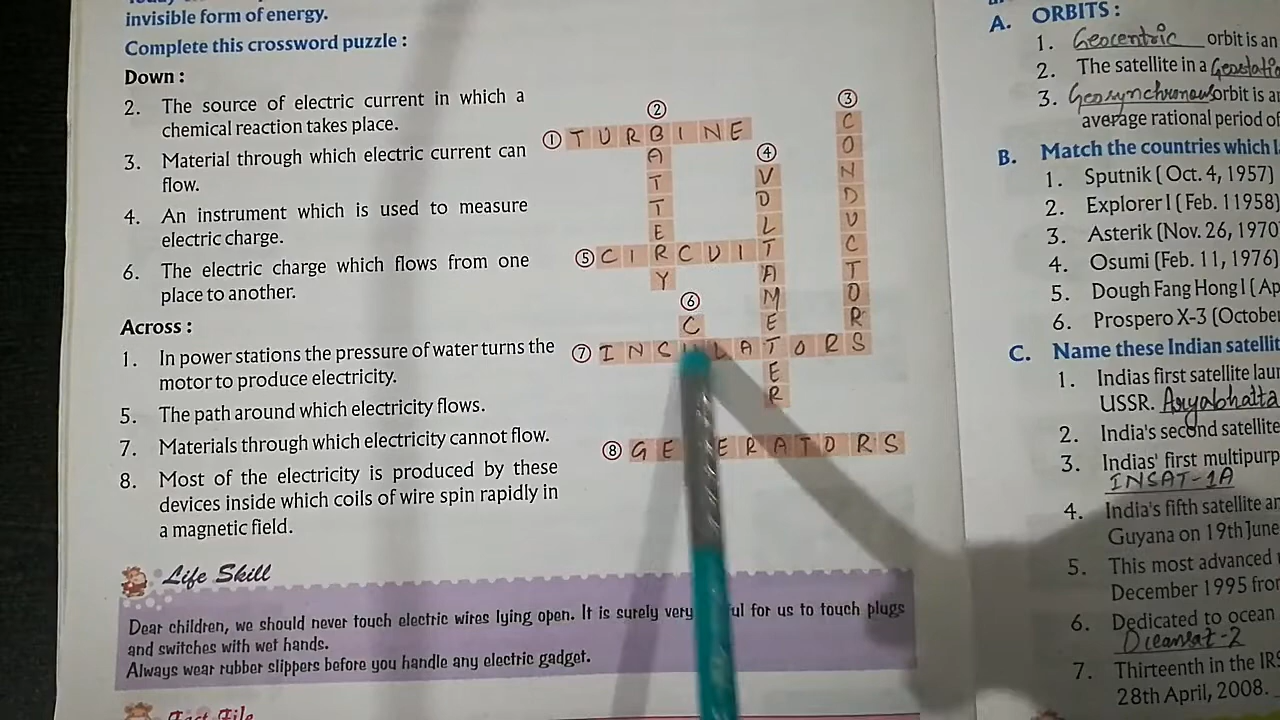 invisible form of energy.
Complete this crossword puzzle :
Down :
2. The source of electric current in which a
chemical reaction takes place.
3. Material through which electric current can
flow.
4. An instrument which is used to measure
electric charge.
6. The electric charge which flows from one
place to another.
Across :
1. In power stations the pressure of water turns the
motor to produce electricity.
5. The path around which electricity flows.
7. Materials through which electricity cannot flow.
8. Most of the electricity is produced by these
devices inside which coils of wire spin rapidly in
a magnetic field.
① TURBINE
② BATTERY
③ CONDUCTORS
④ VOLTAMETER
⑤ CIRCUIT
⑥ C
⑦ INSULATORS
⑧ GE ERATORS
Life Skill
Dear children, we should never touch electric wires lying open. It is surely very for us to touch plugs
and switches with wet hands.
Always wear rubber slippers before you handle any electric gadget.
Fact File
A. ORBITS :
1. Geocentric orbit is an
2. The satellite in a
3. Geosynchronous orbit is
average rational period of
B. Match the countries which
1. Sputnik ( Oct. 4, 1957)
2. Explorer I ( Feb. 1 1958)
3. Asterik (Nov. 26, 1970
4. Osumi (Feb. 11, 1976)
5. Dough Fang Hong I (
6. Prospero X-3 (October
C. Name these Indian
1. Indias first satellite
USSR. Aryabhatta
2. India's second satellite
3. Indias' first
INSAT-1A
4. India's fifth satellite
Guyana on 19th June
5. This most advanced
December 1995
6. Dedicated to ocean
Oceansat-2
7. Thirteenth in the
28th April, 2008.